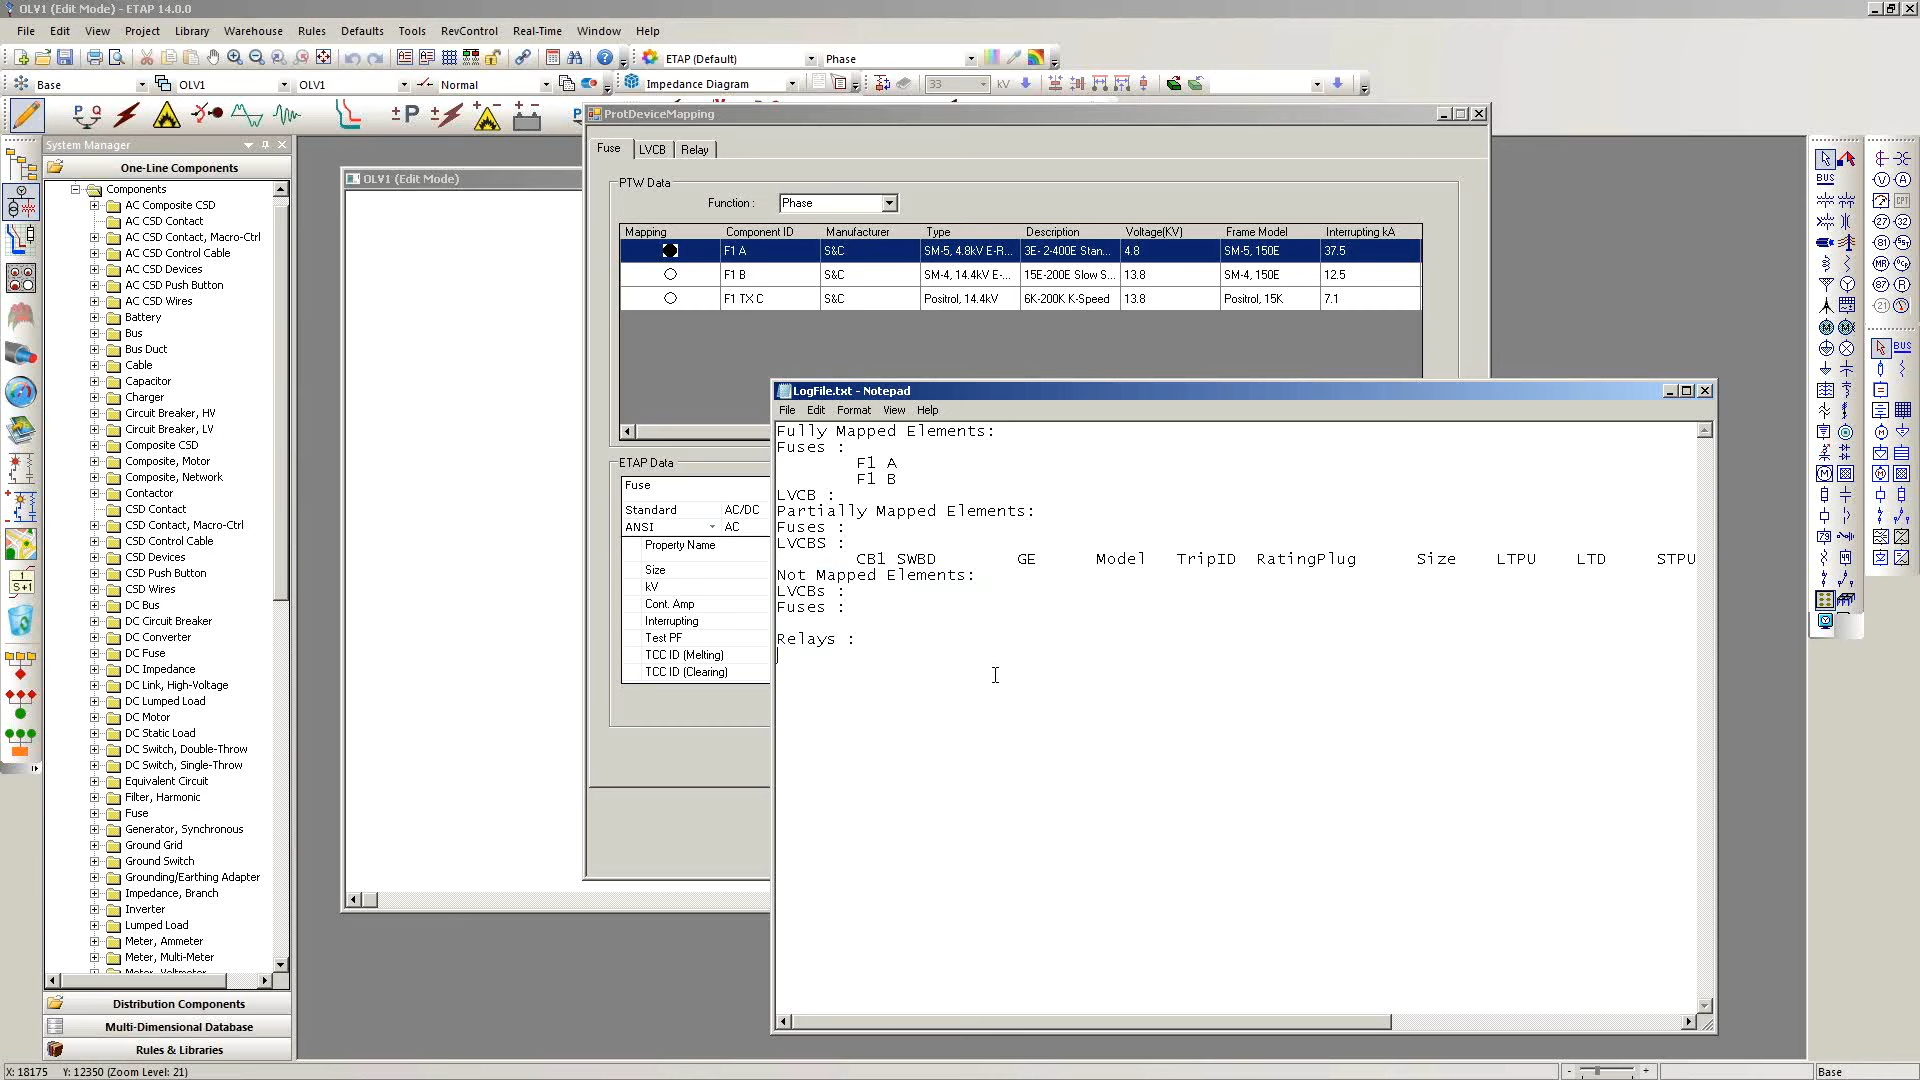 OLV1 (Edit Mode) - ETAP 14.0.0
File Edit View Project Library Warehouse Rules Defaults Tools RevControl Real-Time Window Help
ETAP (Default) Phase
Base OLV1 OLV1 Normal Impedance Diagram 33 kV
System Manager
One-Line Components
Components
AC Composite CSD
AC CSD Contact
AC CSD Contact, Macro-Ctrl
AC CSD Control Cable
AC CSD Devices
AC CSD Push Button
AC CSD Wires
Battery
Bus
Bus Duct
Cable
Capacitor
Charger
Circuit Breaker, HV
Circuit Breaker, LV
Composite CSD
Composite, Motor
Composite, Network
Contactor
CSD Contact
CSD Contact, Macro-Ctrl
CSD Control Cable
CSD Devices
CSD Push Button
CSD Wires
DC Bus
DC Circuit Breaker
DC Converter
DC Fuse
DC Impedance
DC Link, High-Voltage
DC Lumped Load
DC Motor
DC Static Load
DC Switch, Double-Throw
DC Switch, Single-Throw
Equivalent Circuit
Filter, Harmonic
Fuse
Generator, Synchronous
Ground Grid
Ground Switch
Grounding/Earthing Adapter
Impedance, Branch
Inverter
Lumped Load
Meter, Ammeter
Meter, Multi-Meter
Meter, Voltmeter
Distribution Components
Multi-Dimensional Database
Rules & Libraries
OLV1 (Edit Mode)
ProtDeviceMapping
Fuse LVCB Relay
PTW Data
Function : Phase
Mapping Component ID Manufacturer Type Description Voltage(KV) Frame Model Interrupting kA
F1 A S&C SM-5, 4.8kV E-R... 3E- 2-400E Stan... 4.8 SM-5, 150E 37.5
F1 B S&C SM-4, 14.4kV E-... 15E-200E Slow S... 13.8 SM-4, 150E 12.5
F1 TX C S&C Positrol, 14.4kV 6K-200K K-Speed 13.8 Positrol, 15K 7.1
ETAP Data
Fuse
Standard AC/DC
ANSI AC
Property Name
Size
kV
Cont. Amp
Interrupting
Test PF
TCC ID (Melting)
TCC ID (Clearing)
LogFile.txt - Notepad
File Edit Format View Help
Fully Mapped Elements:
Fuses :
F1 A
F1 B
LVCB :
Partially Mapped Elements:
Fuses :
LVCBS :
CB1 SWBD GE Model TripID RatingPlug Size LTPU LTD STPU
Not Mapped Elements:
LVCBs :
Fuses :
Relays :
X: 18175 Y: 12350 (Zoom Level: 21)
Base